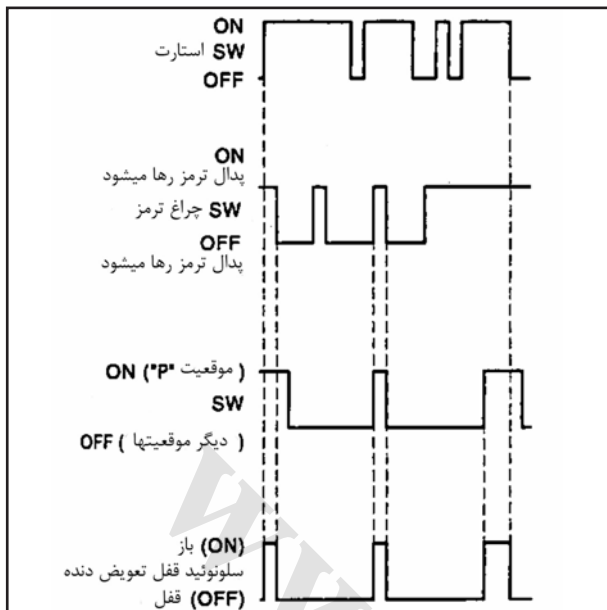 ON
استارت SW
OFF
ON
پدال ترمز رها میشود
چراغ ترمز SW
OFF
پدال ترمز رها میشود
ON ("P" موقعیت )
SW
OFF ( دیگر موقعیتها )
باز (ON)
سلونوئید قفل تعویض دنده
قفل (OFF)